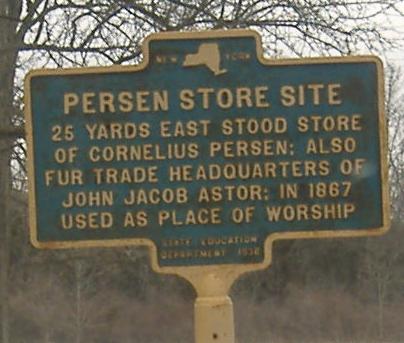 NEW YORK
PERSEN STORE SITE
25 YARDS EAST STOOD STORE
OF CORNELIUS PERSEN: ALSO
FUR TRADE HEADQUARTERS OF
JOHN JACOB ASTOR: IN 1867
USED AS PLACE OF WORSHIP
STATE EDUCATION
DEPARTMENT